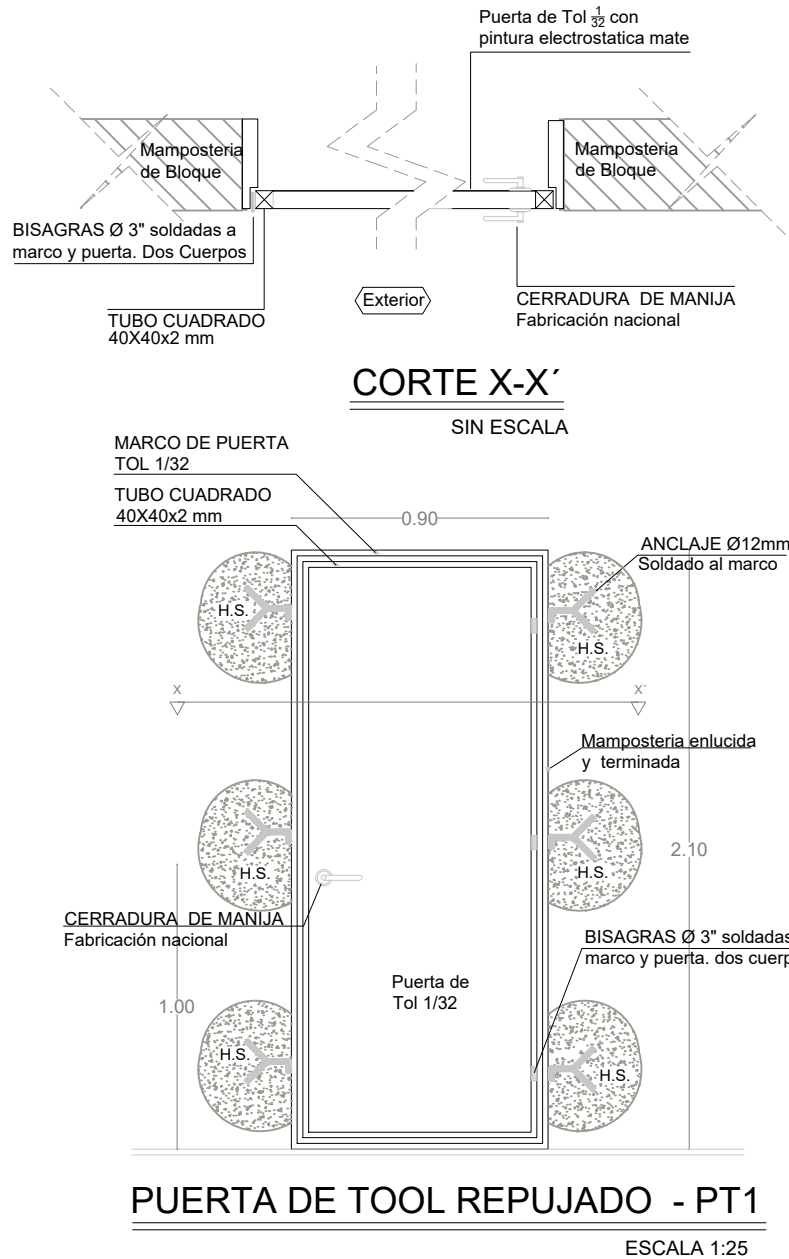 Puerta de Tol 1/32 con
pintura electrostatica mate
Mamposteria
de Bloque
Mamposteria
de Bloque
BISAGRAS Ø 3" soldadas a
marco y puerta. Dos Cuerpos
Exterior
TUBO CUADRADO
40X40x2 mm
CERRADURA DE MANIJA
Fabricación nacional
CORTE X-X´
SIN ESCALA
MARCO DE PUERTA
TOL 1/32
TUBO CUADRADO
40X40x2 mm
0.90
ANCLAJE Ø12mm
Soldado al marco
H.S.
H.S.
X
X´
Mamposteria enlucida
y terminada
2.10
H.S.
H.S.
CERRADURA DE MANIJA
Fabricación nacional
BISAGRAS Ø 3" soldadas
marco y puerta. dos cuerp
Puerta de
Tol 1/32
1.00
H.S.
H.S.
PUERTA DE TOOL REPUJADO - PT1
ESCALA 1:25